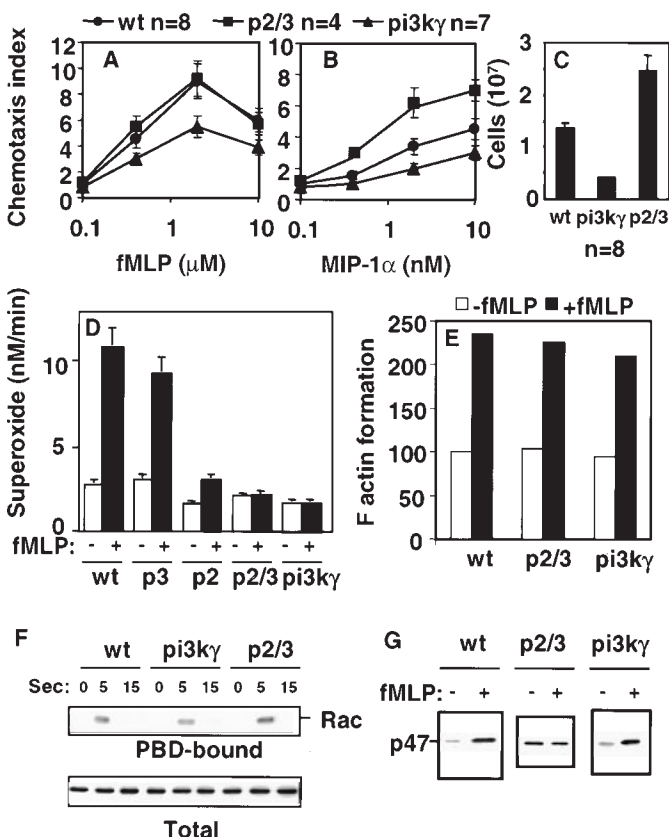 wt n=8 p2/3 n=4 pi3kγ n=7
Chemotaxis index
A
12
10
8
6
4
2
0
0.1 1 10
fMLP (μM)
B
8
6
4
2
0
0.1 1 10
MIP-1α (nM)
C
Cells (10⁷)
3
2
1
0
wt pi3kγ p2/3
n=8
D
Superoxide (nM/min)
10
5
0
fMLP: - + - + - + - + - +
wt p3 p2 p2/3 pi3kγ
-fMLP +fMLP
E
F actin formation
250
200
150
100
50
0
wt p2/3 pi3kγ
F
wt pi3kγ p2/3
Sec: 0 5 15 0 5 15 0 5 15
Rac
PBD-bound
Total
G
wt p2/3 pi3kγ
fMLP: - + - + - +
p47